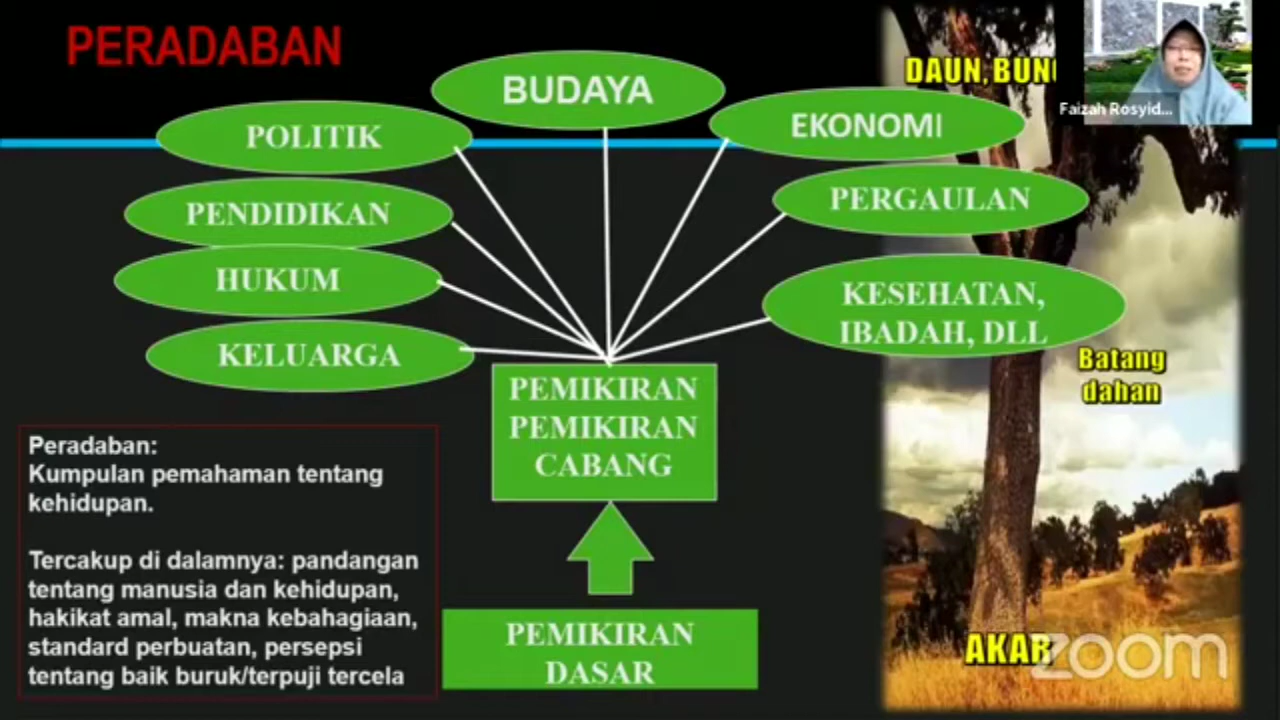 PERADABAN
BUDAYA
POLITIK
EKONOMI
PENDIDIKAN
PERGAULAN
HUKUM
KESEHATAN,
IBADAH, DLL
KELUARGA
PEMIKIRAN
PEMIKIRAN
CABANG
PEMIKIRAN
DASAR
Peradaban:
Kumpulan pemahaman tentang
kehidupan.
Tercakup di dalamnya: pandangan
tentang manusia dan kehidupan,
hakikat amal, makna kebahagiaan,
standard perbuatan, persepsi
tentang baik buruk/terpuji tercela
DAUN,
Faizah Rosyid...
Batang
dahan
AKAR
zoom